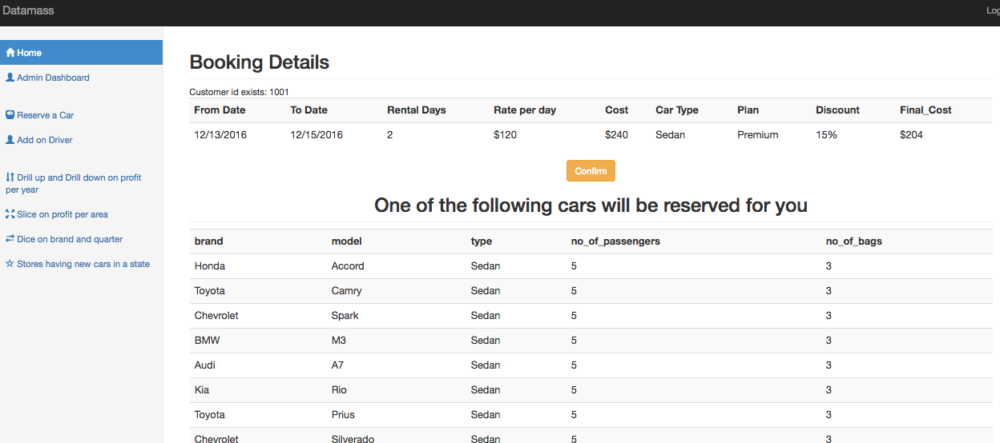 Datamass
Log
Home
Admin Dashboard
Reserve a Car
Add on Driver
Drill up and Drill down on profit
per year
Slice on profit per area
Dice on brand and quarter
Stores having new cars in a state
Booking Details
Customer id exists: 1001
From Date To Date Rental Days Rate per day Cost Car Type Plan Discount Final_Cost
12/13/2016 12/15/2016 2 $120 $240 Sedan Premium 15% $204
Confirm
One of the following cars will be reserved for you
brand model type no_of_passengers no_of_bags
Honda Accord Sedan 5 3
Toyota Camry Sedan 5 3
Chevrolet Spark Sedan 5 3
BMW M3 Sedan 5 3
Audi A7 Sedan 5 3
Kia Rio Sedan 5 3
Toyota Prius Sedan 5 3
Chevrolet Silverado Sedan 5 3